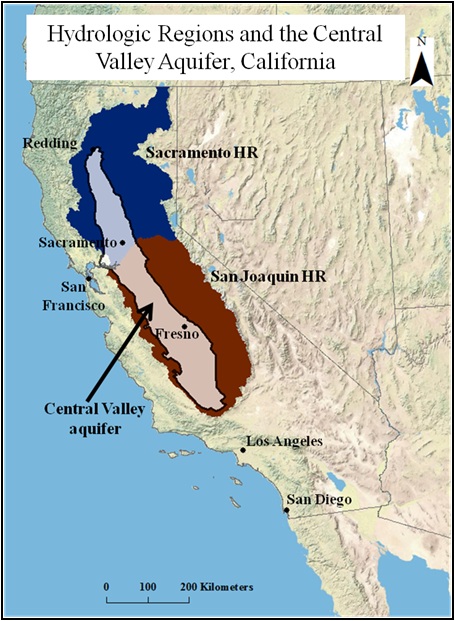 Hydrologic Regions and the Central
Valley Aquifer, California
N
Redding
Sacramento HR
Sacramento
San Joaquin HR
San
Francisco
Fresno
Central Valley
aquifer
Los Angeles
San Diego
0 100 200 Kilometers